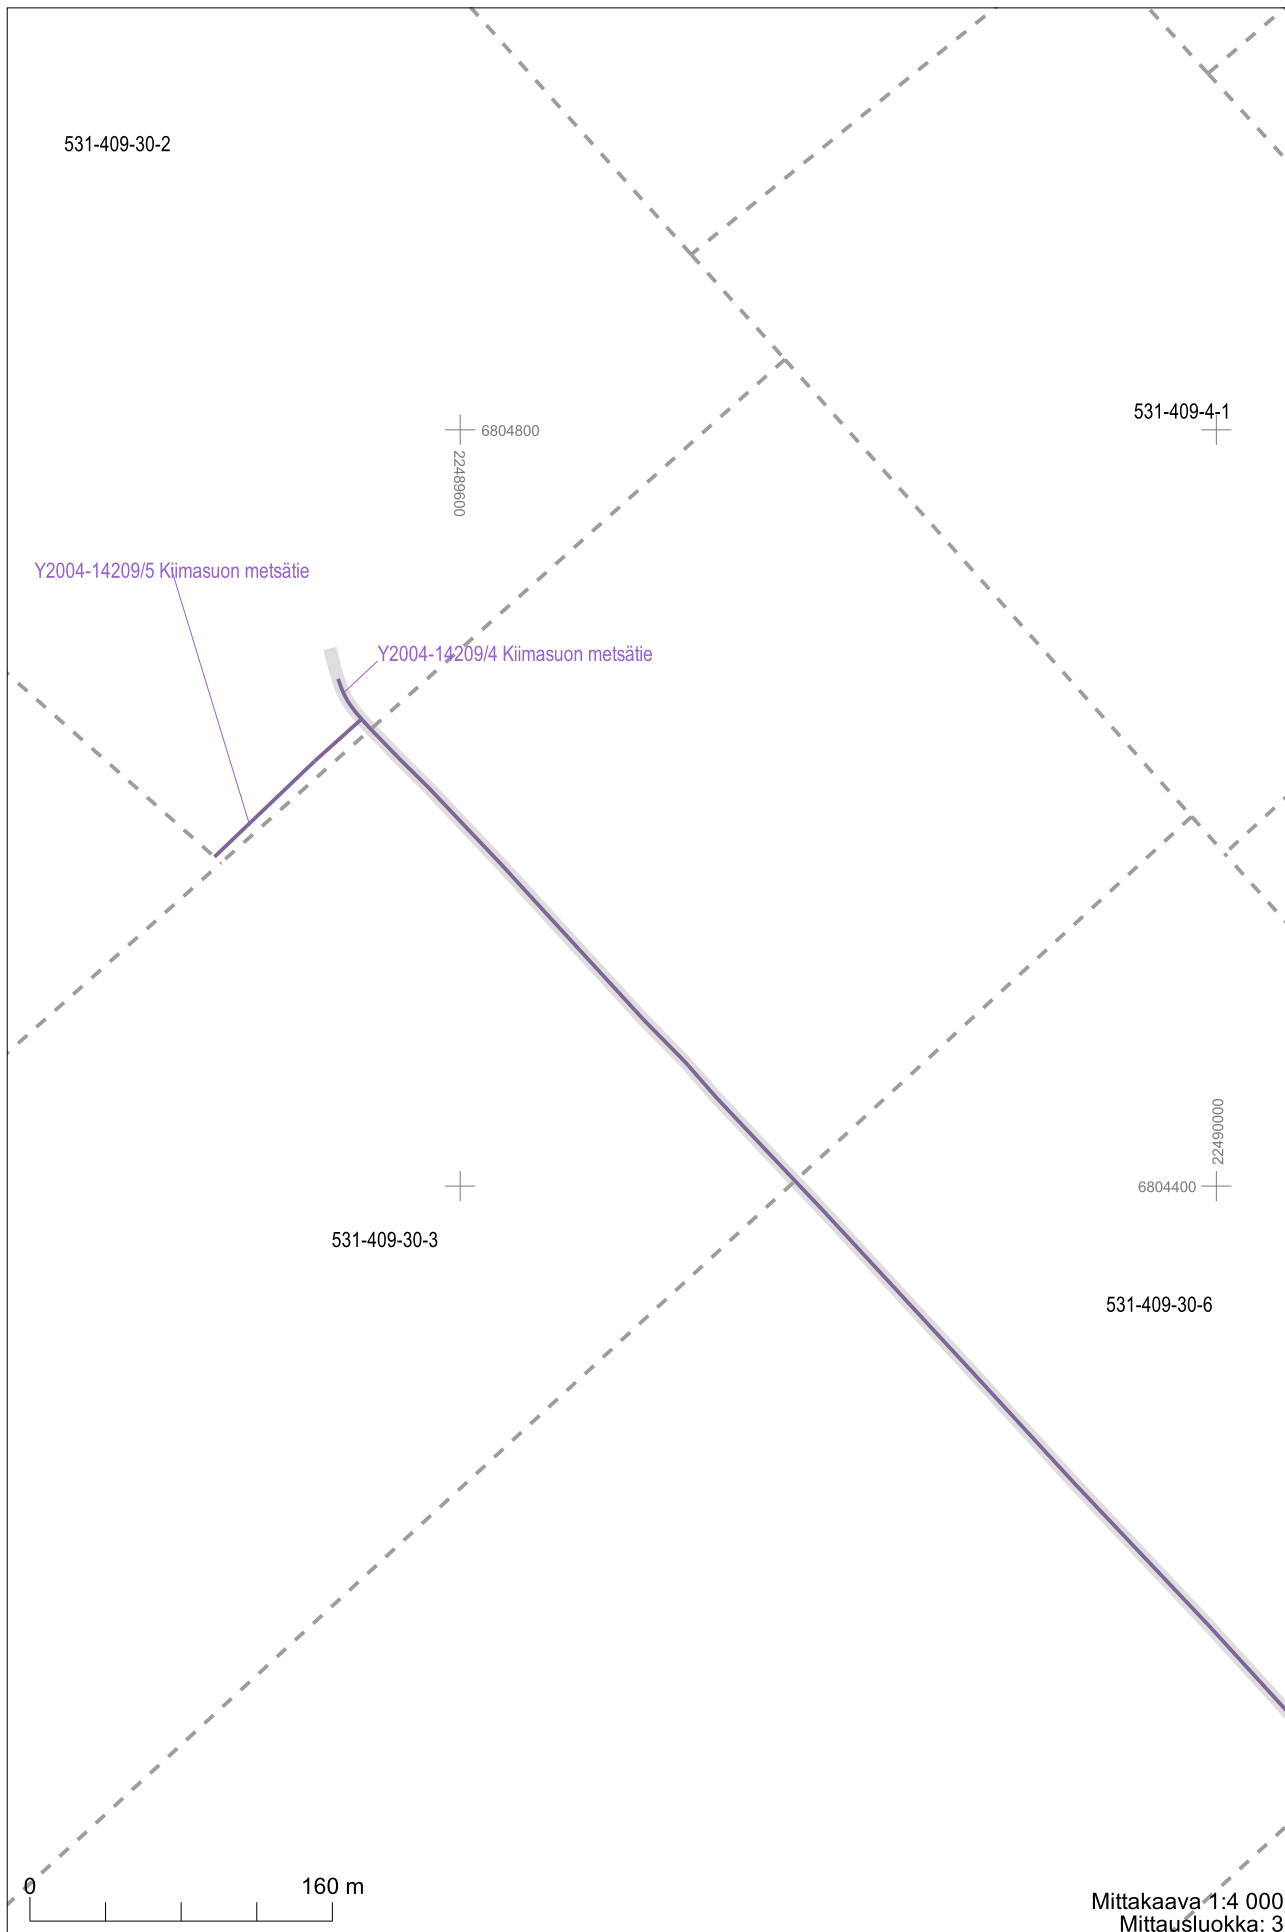 531-409-30-2
531-409-4-1
6804800
22489600
Y2004-14209/5 Kiimasuon metsätie
Y2004-14209/4 Kiimasuon metsätie
22490000
6804400
531-409-30-3
531-409-30-6
0 160 m
Mittakaava 1:4 000
Mittausluokka: 3